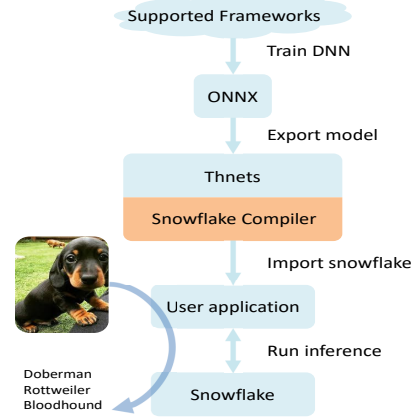 Supported Frameworks
Train DNN
ONNX
Export model
Thnets
Snowflake Compiler
Import snowflake
User application
Run inference
Snowflake
Doberman
Rottweiler
Bloodhound